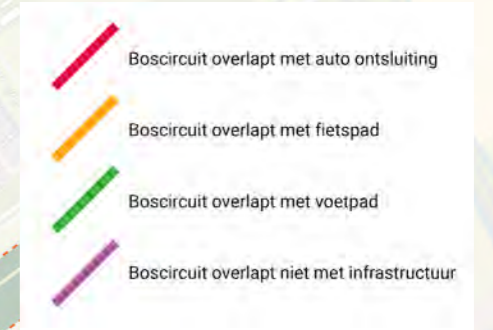 Boscircuit overlapt met auto ontsluiting
Boscircuit overlapt met fietspad
Boscircuit overlapt met voetpad
Boscircuit overlapt niet met infrastructuur